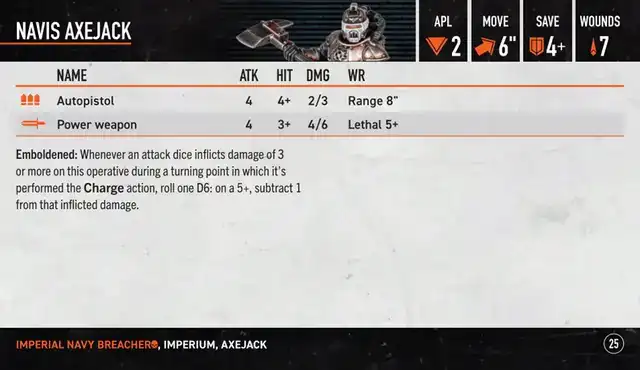 NAVIS AXEJACK
APL MOVE SAVE WOUNDS
2 6" 4+ 7
NAME ATK HIT DMG WR
Autopistol 4 4+ 2/3 Range 8"
Power weapon 4 3+ 4/6 Lethal 5+
Emboldened: Whenever an attack dice inflicts damage of 3
or more on this operative during a turning point in which it's
performed the Charge action, roll one D6: on a 5+, subtract 1
from that inflicted damage.
IMPERIAL NAVY BREACHER, IMPERIUM, AXEJACK
25